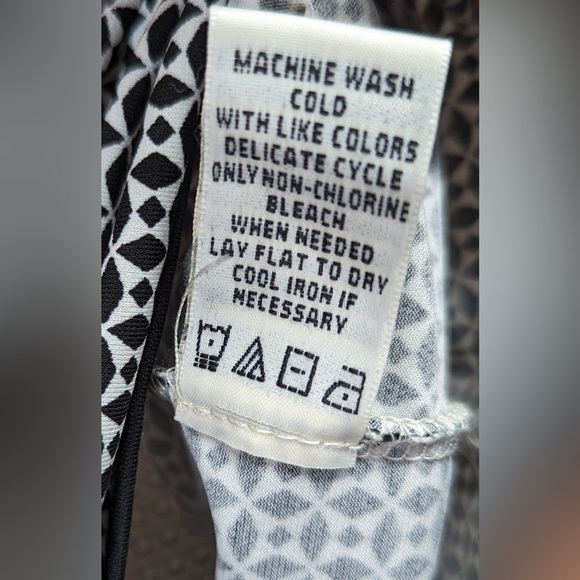 MACHINE WASH
COLD
WITH LIKE COLORS
DELICATE CYCLE
ONLY NON-CHLORINE
BLEACH
WHEN NEEDED
LAY FLAT TO DRY
COOL IRON IF
NECESSARY